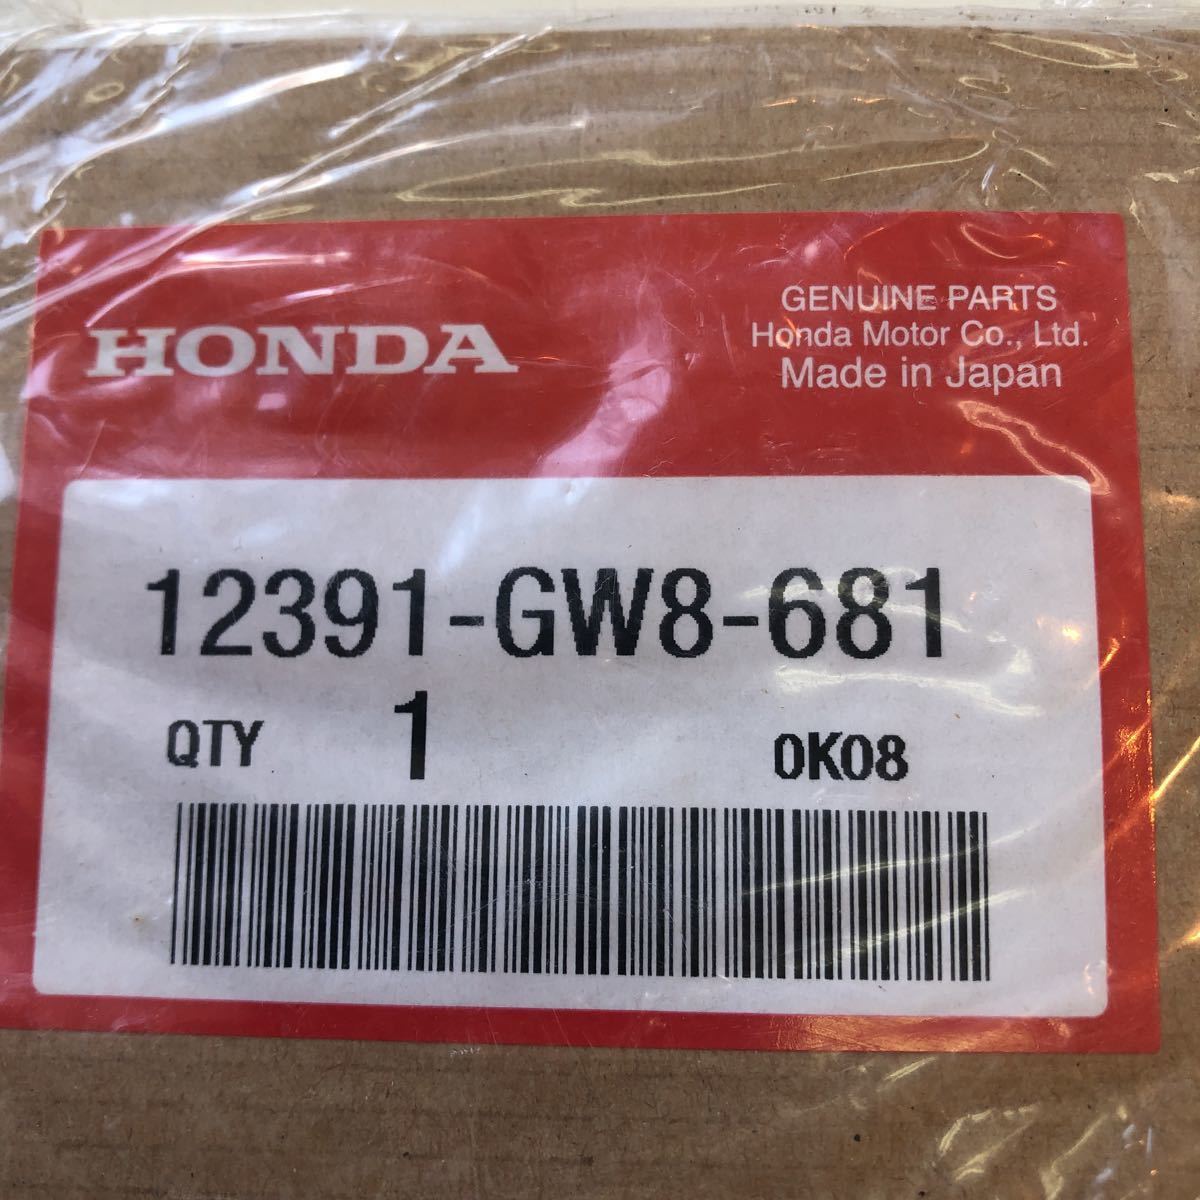 HONDA
GENUINE PARTS
Honda Motor Co., Ltd.
Made in Japan
12391-GW8-681
QTY 1 0K08